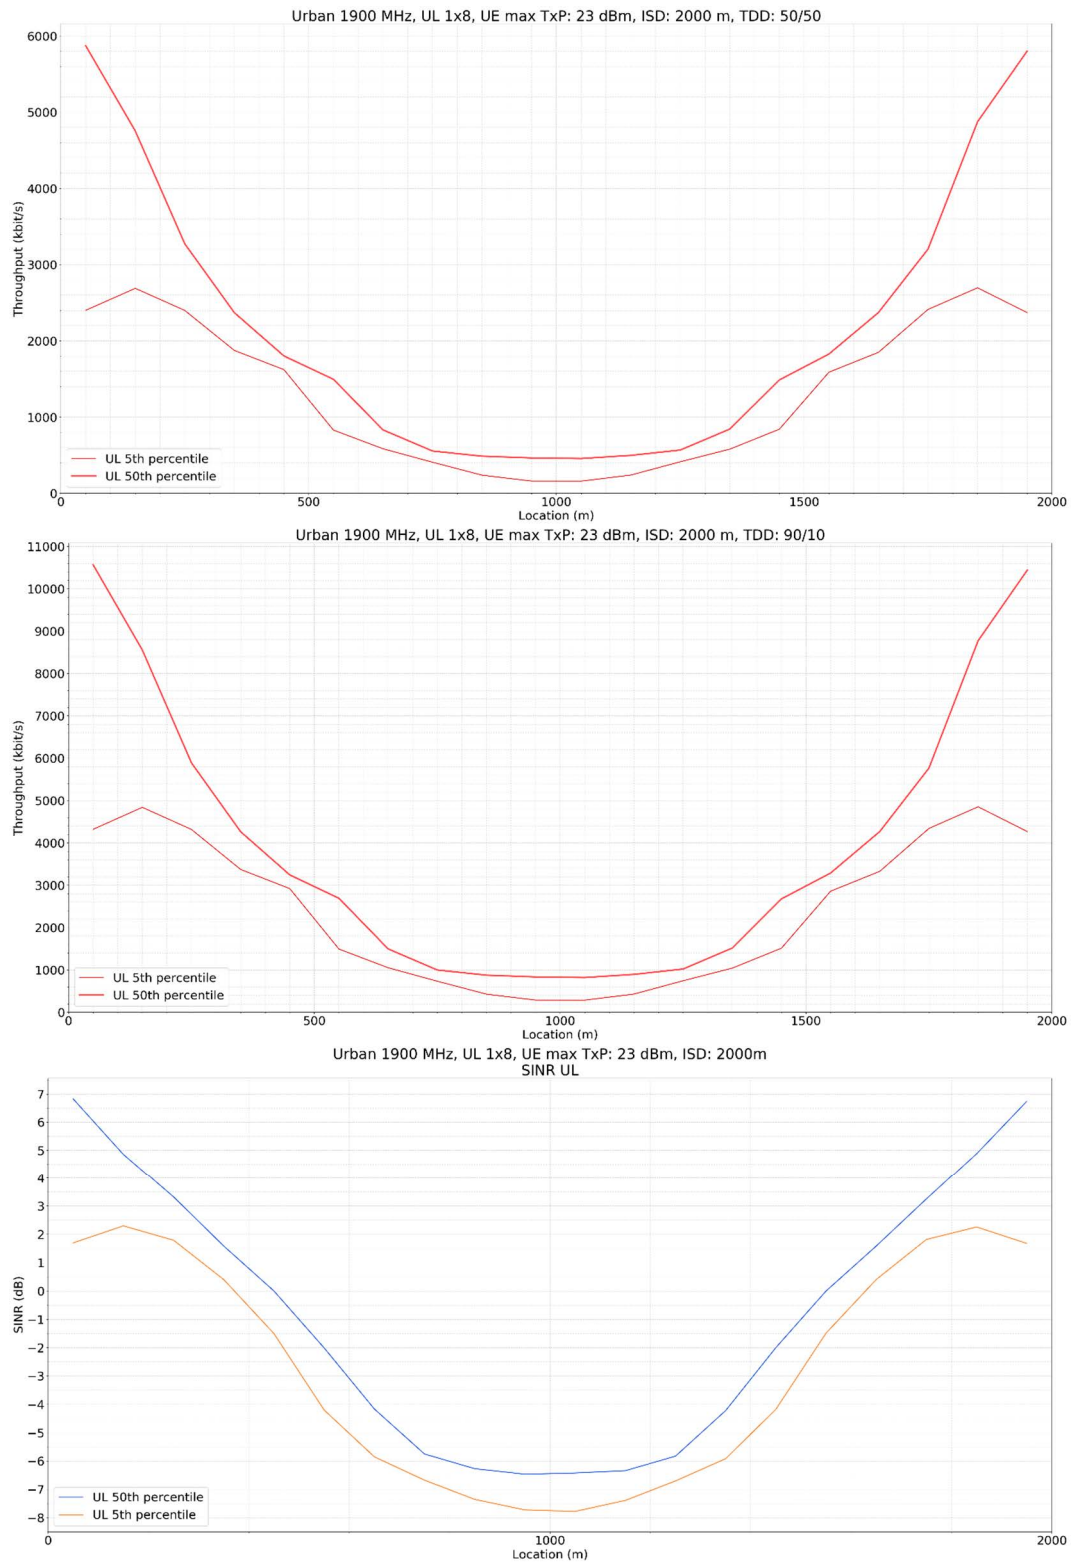 Urban 1900 MHz, UL 1x8, UE max TxP: 23 dBm, ISD: 2000 m, TDD: 50/50
6000
5000
4000
3000
2000
1000
0
Throughput (kbit/s)
UL 5th percentile
UL 50th percentile
0 500 1000 1500 2000
Location (m)
Urban 1900 MHz, UL 1x8, UE max TxP: 23 dBm, ISD: 2000 m, TDD: 90/10
11000
10000
9000
8000
7000
6000
5000
4000
3000
2000
1000
0
Throughput (kbit/s)
UL 5th percentile
UL 50th percentile
0 500 1000 1500 2000
Location (m)
Urban 1900 MHz, UL 1x8, UE max TxP: 23 dBm, ISD: 2000m
SINR UL
7
6
5
4
3
2
1
0
−1
−2
−3
−4
−5
−6
−7
−8
SINR (dB)
UL 50th percentile
UL 5th percentile
0 1000 2000
Location (m)